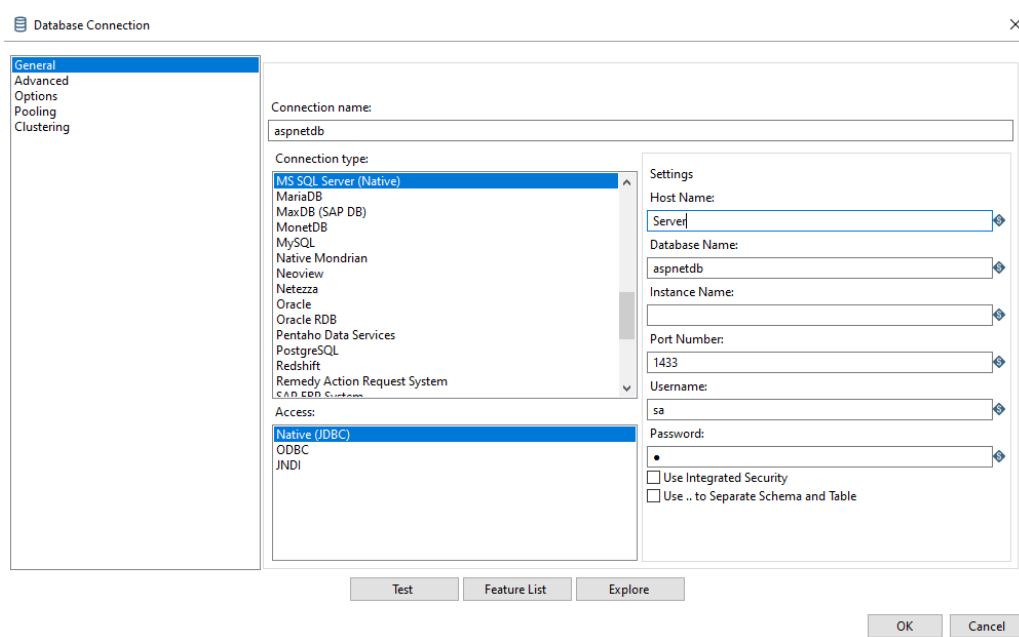 Database Connection
General
Advanced
Options
Pooling
Clustering
Connection name:
aspnetdb
Connection type:
MS SQL Server (Native)
MariaDB
MaxDB (SAP DB)
MonetDB
MySQL
Native Mondrian
Neoview
Netezza
Oracle
Oracle RDB
Pentaho Data Services
PostgreSQL
Redshift
Remedy Action Request System
SAP ERP System
Access:
Native (JDBC)
ODBC
JNDI
Settings
Host Name:
Server
Database Name:
aspnetdb
Instance Name:
Port Number:
1433
Username:
sa
Password:
●
Use Integrated Security
Use .. to Separate Schema and Table
Test
Feature List
Explore
OK
Cancel